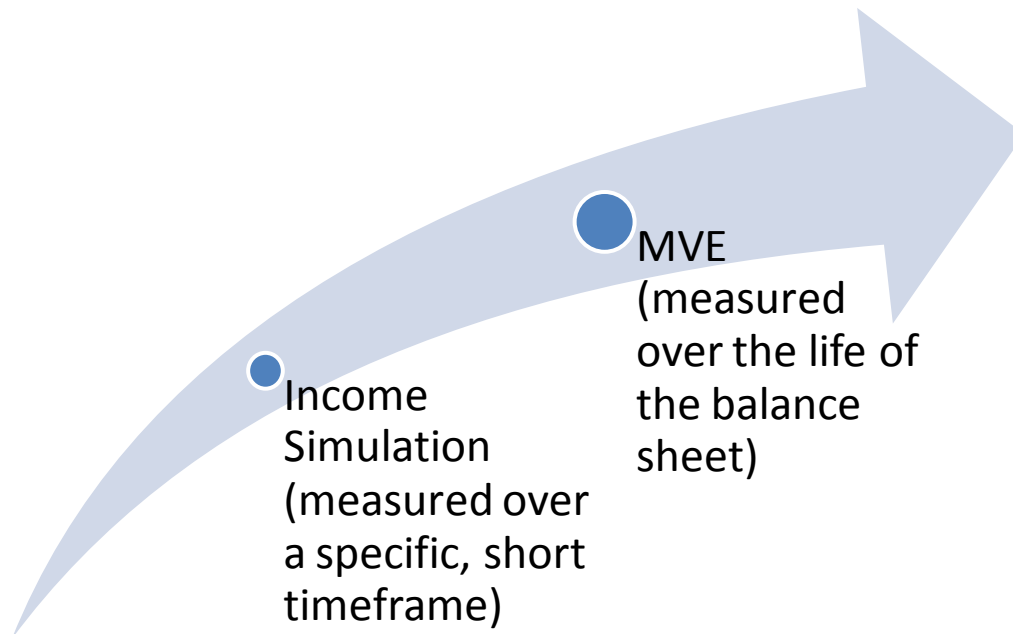 Income
Simulation
(measured over
a specific, short
timeframe)
MVE
(measured
over the life of
the balance
sheet)